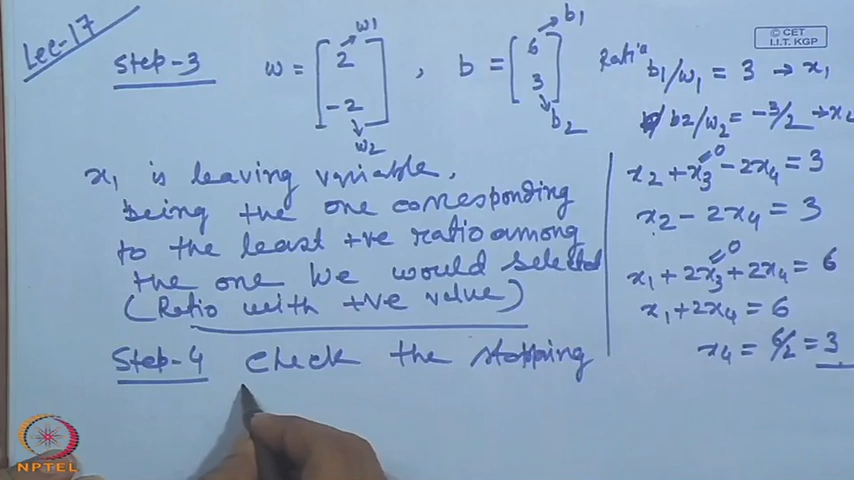 Lec-17
© CET
I.I.T. KGP
Step-3
w = [2 -2], b = [6 3]
w1
w2
b1
b2
Ratio
b1/w1 = 3 → x1
b2/w2 = -3/2 → x2
x1 is leaving variable,
being the one corresponding
to the least +ve ratio among
the one we would selected
(Ratio with +ve value)
x2 + x3 - 2x4 = 3
0
x2 - 2x4 = 3
x1 + 2x3 + 2x4 = 6
0
x1 + 2x4 = 6
x4 = 6/2 = 3
Step-4 Check the stopping
NPTEL